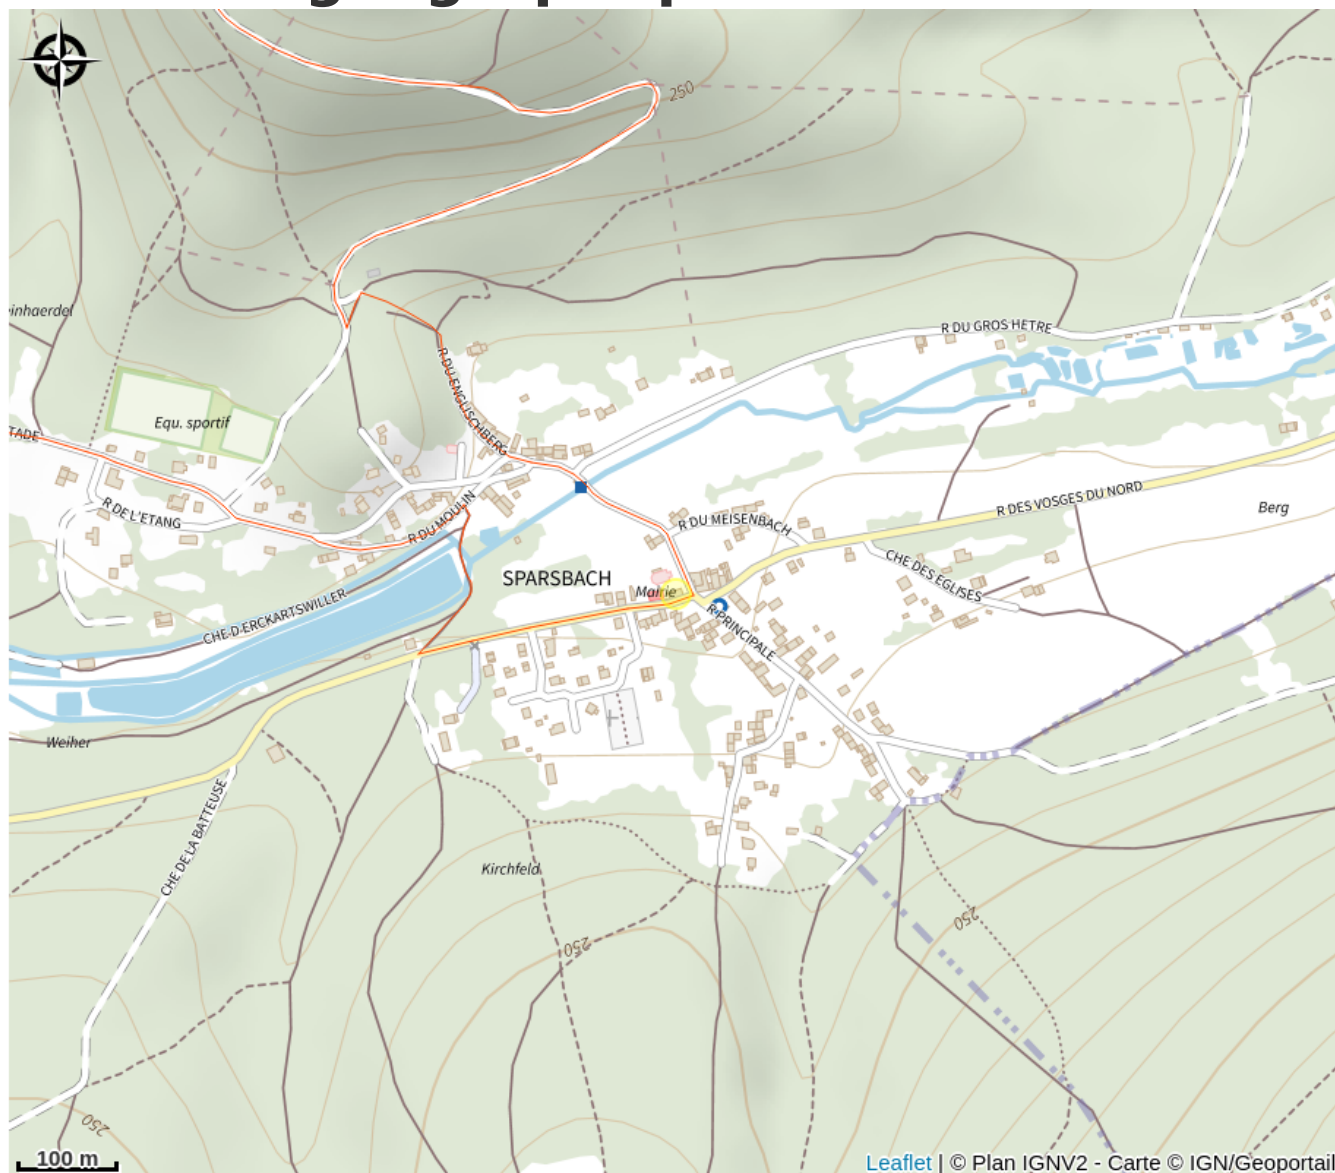 250
R DU GROS HETRE
einhaerdel
R DU ENGLISCHBERG
Equ. sportif
TADE
R DE L'ETANG
R DU MOULIN
R DU MEISENBACH
R DES VOSGES DU NORD
Berg
CHE DES EGLISES
SPARSBACH
Mairie
R PRINCIPALE
CHE D ERCKARTSWILLER
Weiher
CHE DE LA BATTEUSE
Kirchfeld
250
250
250
100 m
Leaflet | © Plan IGNV2 - Carte © IGN/Geoportail